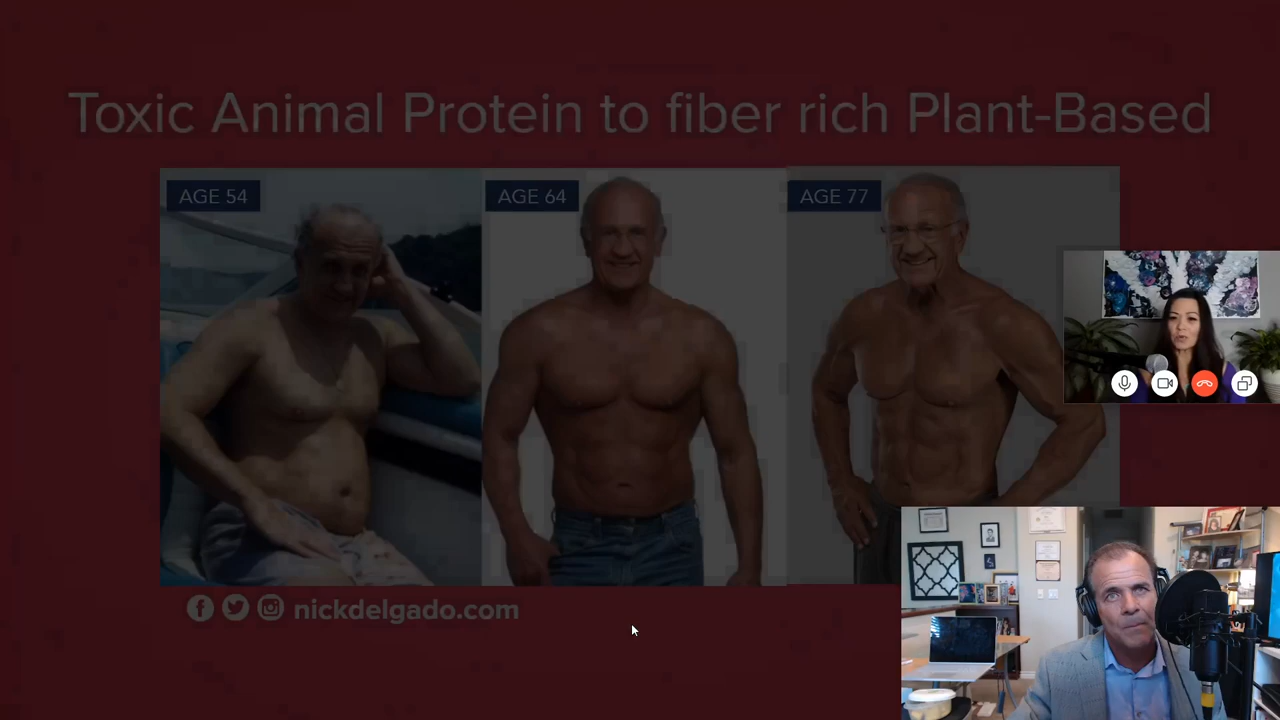 Toxic Animal Protein to fiber rich Plant-Based
AGE 54
AGE 64
AGE 77
nickdelgado.com